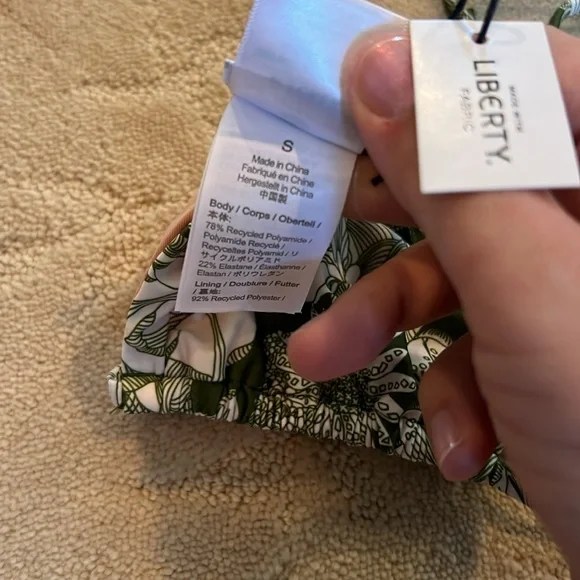 MADE WITH
LIBERTY.
FABRIC
S
Made in China
Fabriqué en Chine
Hergestellt in China
中国製
Body / Corps / Oberteil /
本体:
78% Recycled Polyamide /
Polyamide Recyclé /
Recyceltes Polyamid / リ
サイクルポリアミド
22% Elastane / Élasthanne /
Elastan / ポリウレタン
Lining / Doublure / Futter
/ 裏地:
92% Recycled Polyester /